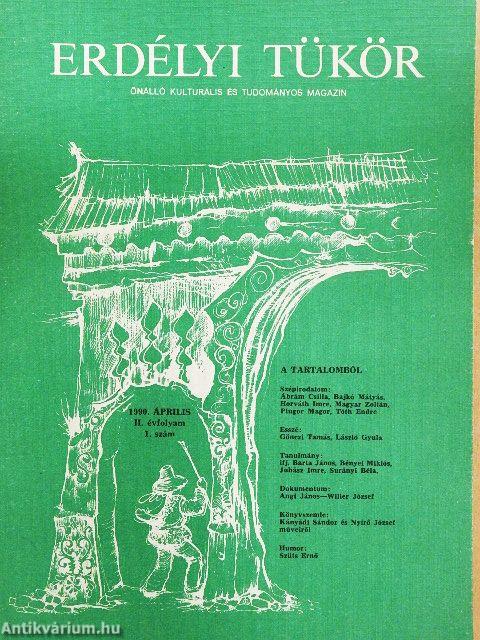 ERDÉLYI TÜKÖR
ÖNÁLLÓ KULTURÁLIS ÉS TUDOMÁNYOS MAGAZIN
1990. ÁPRILIS
II. évfolyam
1. szám
A TARTALOMBÓL
Szépirodalom:
Ábrám Csilla, Bajkó Mátyás,
Horváth Imre, Magyar Zoltán,
Pingor Magor, Tóth Endre
Esszé:
Gönczi Tamás, László Gyula
Tanulmány:
ifj. Barta János, Bényei Miklós,
Juhász Imre, Surányi Béla,
Dokumentum:
Angi János—Willer József
Könyvszemle:
Kányádi Sándor és Nyírő József
műveiről
Humor:
Szűts Ernő
Antikvárium.hu